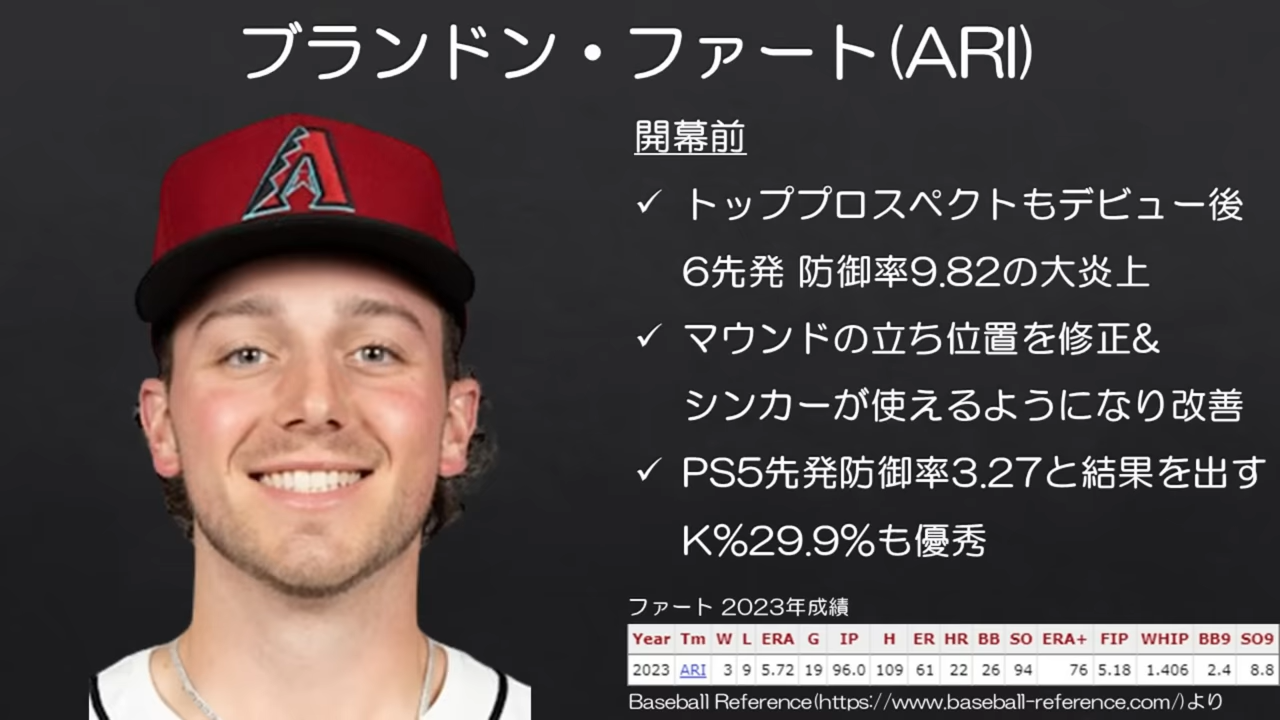 ブランドン・ファート(ARI)
開幕前
✓ トッププロスペクトもデビュー後
6先発 防御率9.82の大炎上
✓ マウンドの立ち位置を修正&
シンカーが使えるようになり改善
✓ PS5先発防御率3.27と結果を出す
K%29.9%も優秀
ファート 2023年成績
Year Tm W L ERA G IP H ER HR BB SO ERA+ FIP WHIP BB9 SO9
2023 ARI 3 9 5.72 19 96.0 109 61 22 26 94 76 5.18 1.406 2.4 8.8
Baseball Reference(https://www.baseball-reference.com/)より